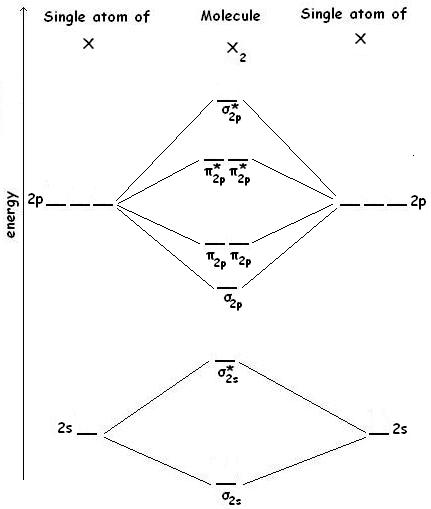 Single atom of
X
Molecule
X2
Single atom of
X
energy
σ*2p
π*2p π*2p
2p
2p
π2p π2p
σ2p
σ*2s
2s
2s
σ2s